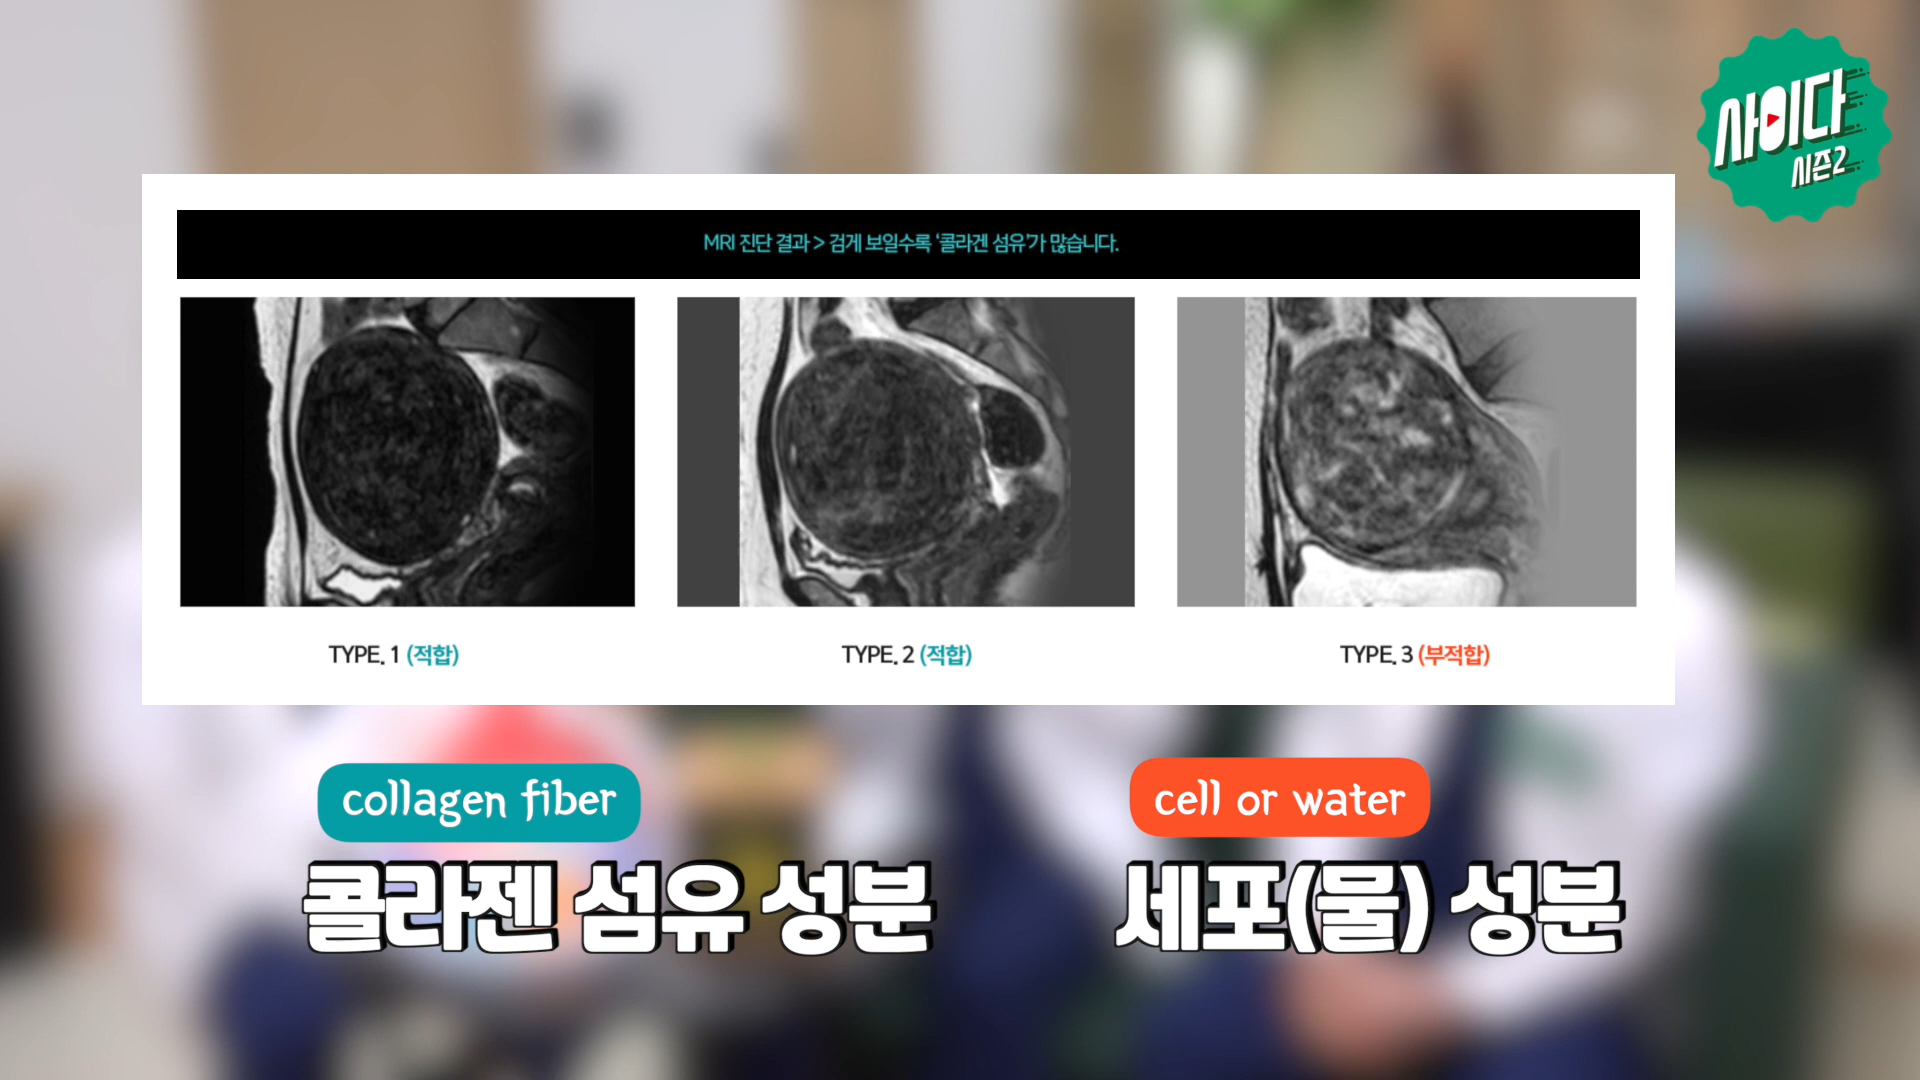 사이다
시즌2
MRI 진단 결과 > 검게 보일수록 '콜라겐 섬유'가 많습니다.
TYPE. 1 (적합)
TYPE. 2 (적합)
TYPE. 3 (부적합)
collagen fiber
cell or water
콜라젠 섬유 성분
세포(물) 성분